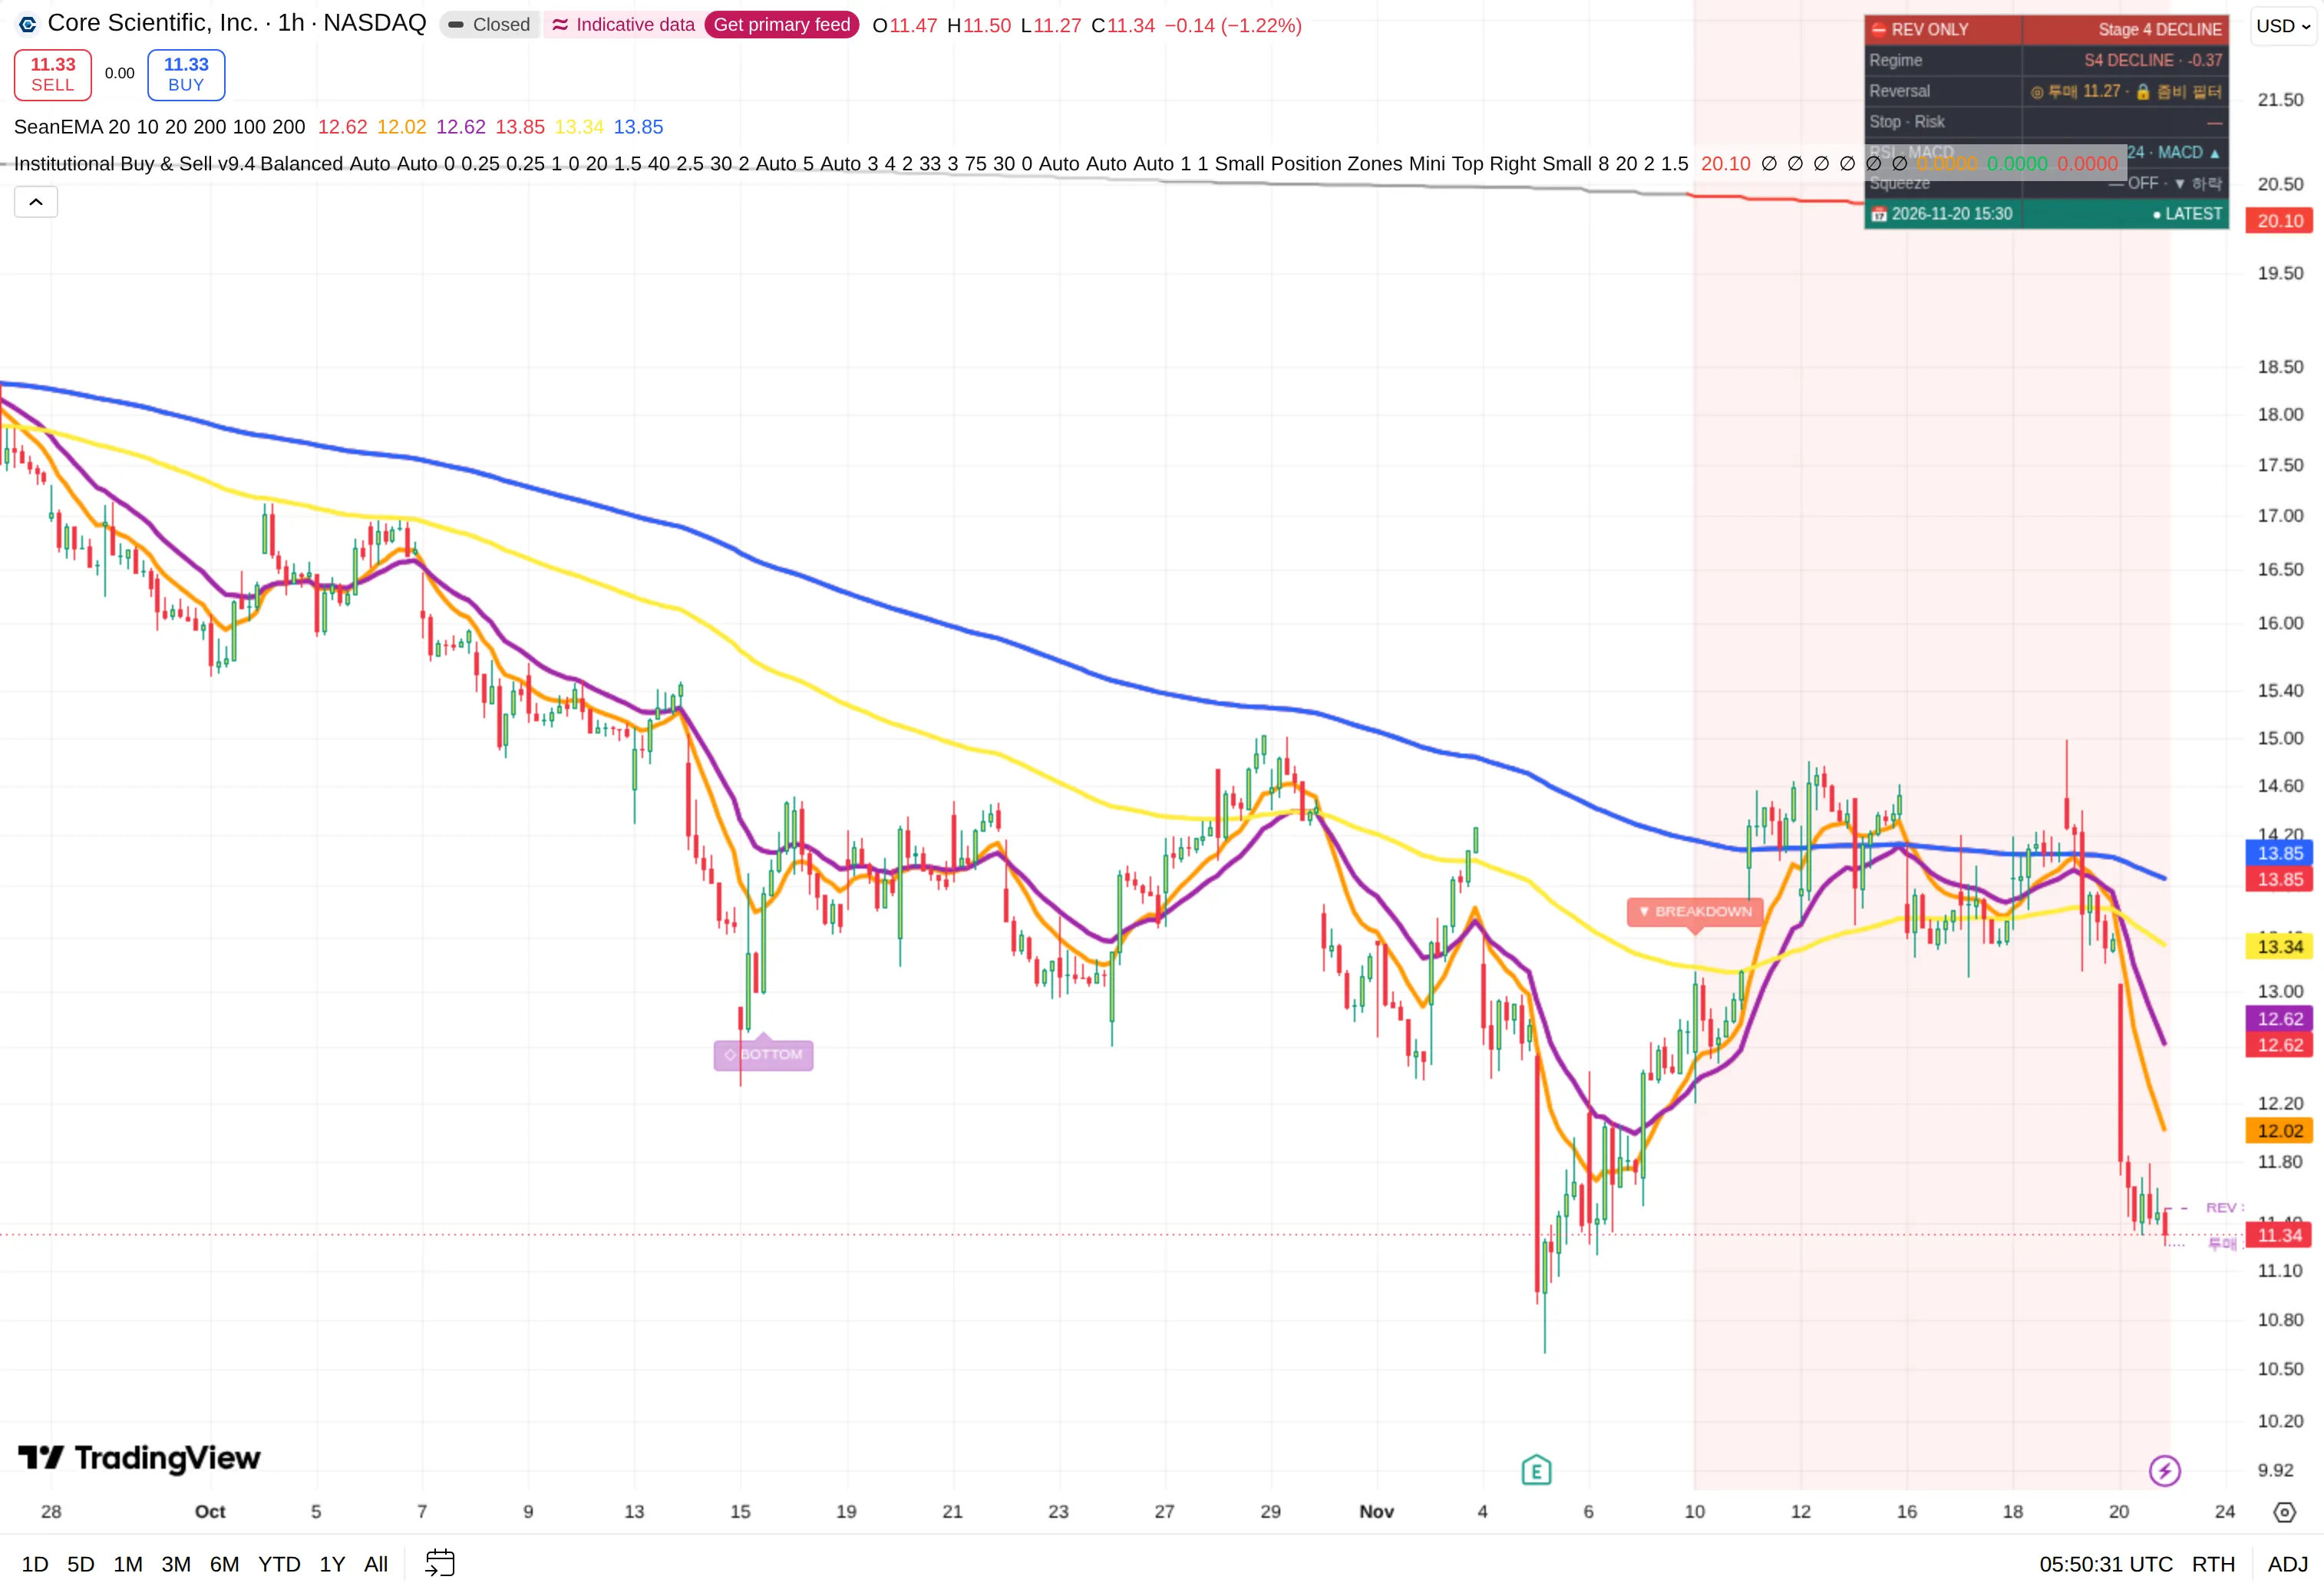 Core Scientific, Inc. · 1h · NASDAQ Closed Indicative data Get primary feed O11.47 H11.50 L11.27 C11.34 −0.14 (−1.22%)
USD
11.33 SELL
0.00
11.33 BUY
SeanEMA 20 10 20 200 100 200 12.62 12.02 12.62 13.85 13.34 13.85
Institutional Buy & Sell v9.4 Balanced Auto Auto 0 0.25 0.25 1 0 20 1.5 40 2.5 30 2 Auto 5 Auto 3 4 2 33 3 75 30 0 Auto Auto Auto 1 1 Small Position Zones Mini Top Right Small 8 20 2 1.5 20.10 ∅ ∅ ∅ ∅ ∅ ∅ 0.0000 0.0000 0.0000
REV ONLY Stage 4 DECLINE
Regime S4 DECLINE · -0.37
Reversal ◎ 투매 11.27 · 🔒 좀비 필터
Stop · Risk —
RSI · MACD 24 · MACD ▲
Squeeze — OFF · ▼ 하락
2026-11-20 15:30 ● LATEST
21.50
20.50
20.10
19.50
18.50
18.00
17.50
17.00
16.50
16.00
15.40
15.00
14.60
14.20
13.85
13.85
13.34
13.00
12.62
12.62
12.20
12.02
11.80
11.40
11.34
11.10
10.80
10.50
10.20
9.92
◇ BOTTOM
▼ BREAKDOWN
REV :
투매 :
E
TradingView
28 Oct 5 7 9 13 15 19 21 23 27 29 Nov 4 6 10 12 16 18 20 24
1D 5D 1M 3M 6M YTD 1Y All
05:50:31 UTC RTH ADJ